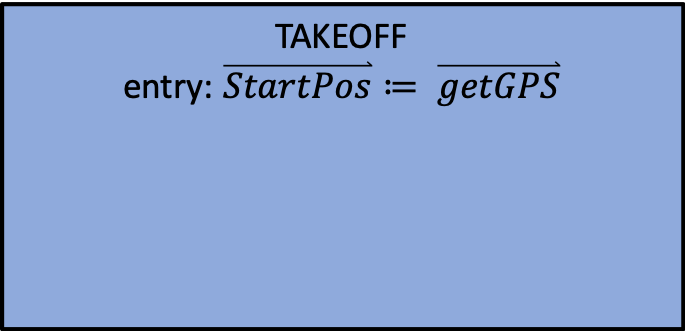 TAKEOFF
entry: StartPos := getGPS